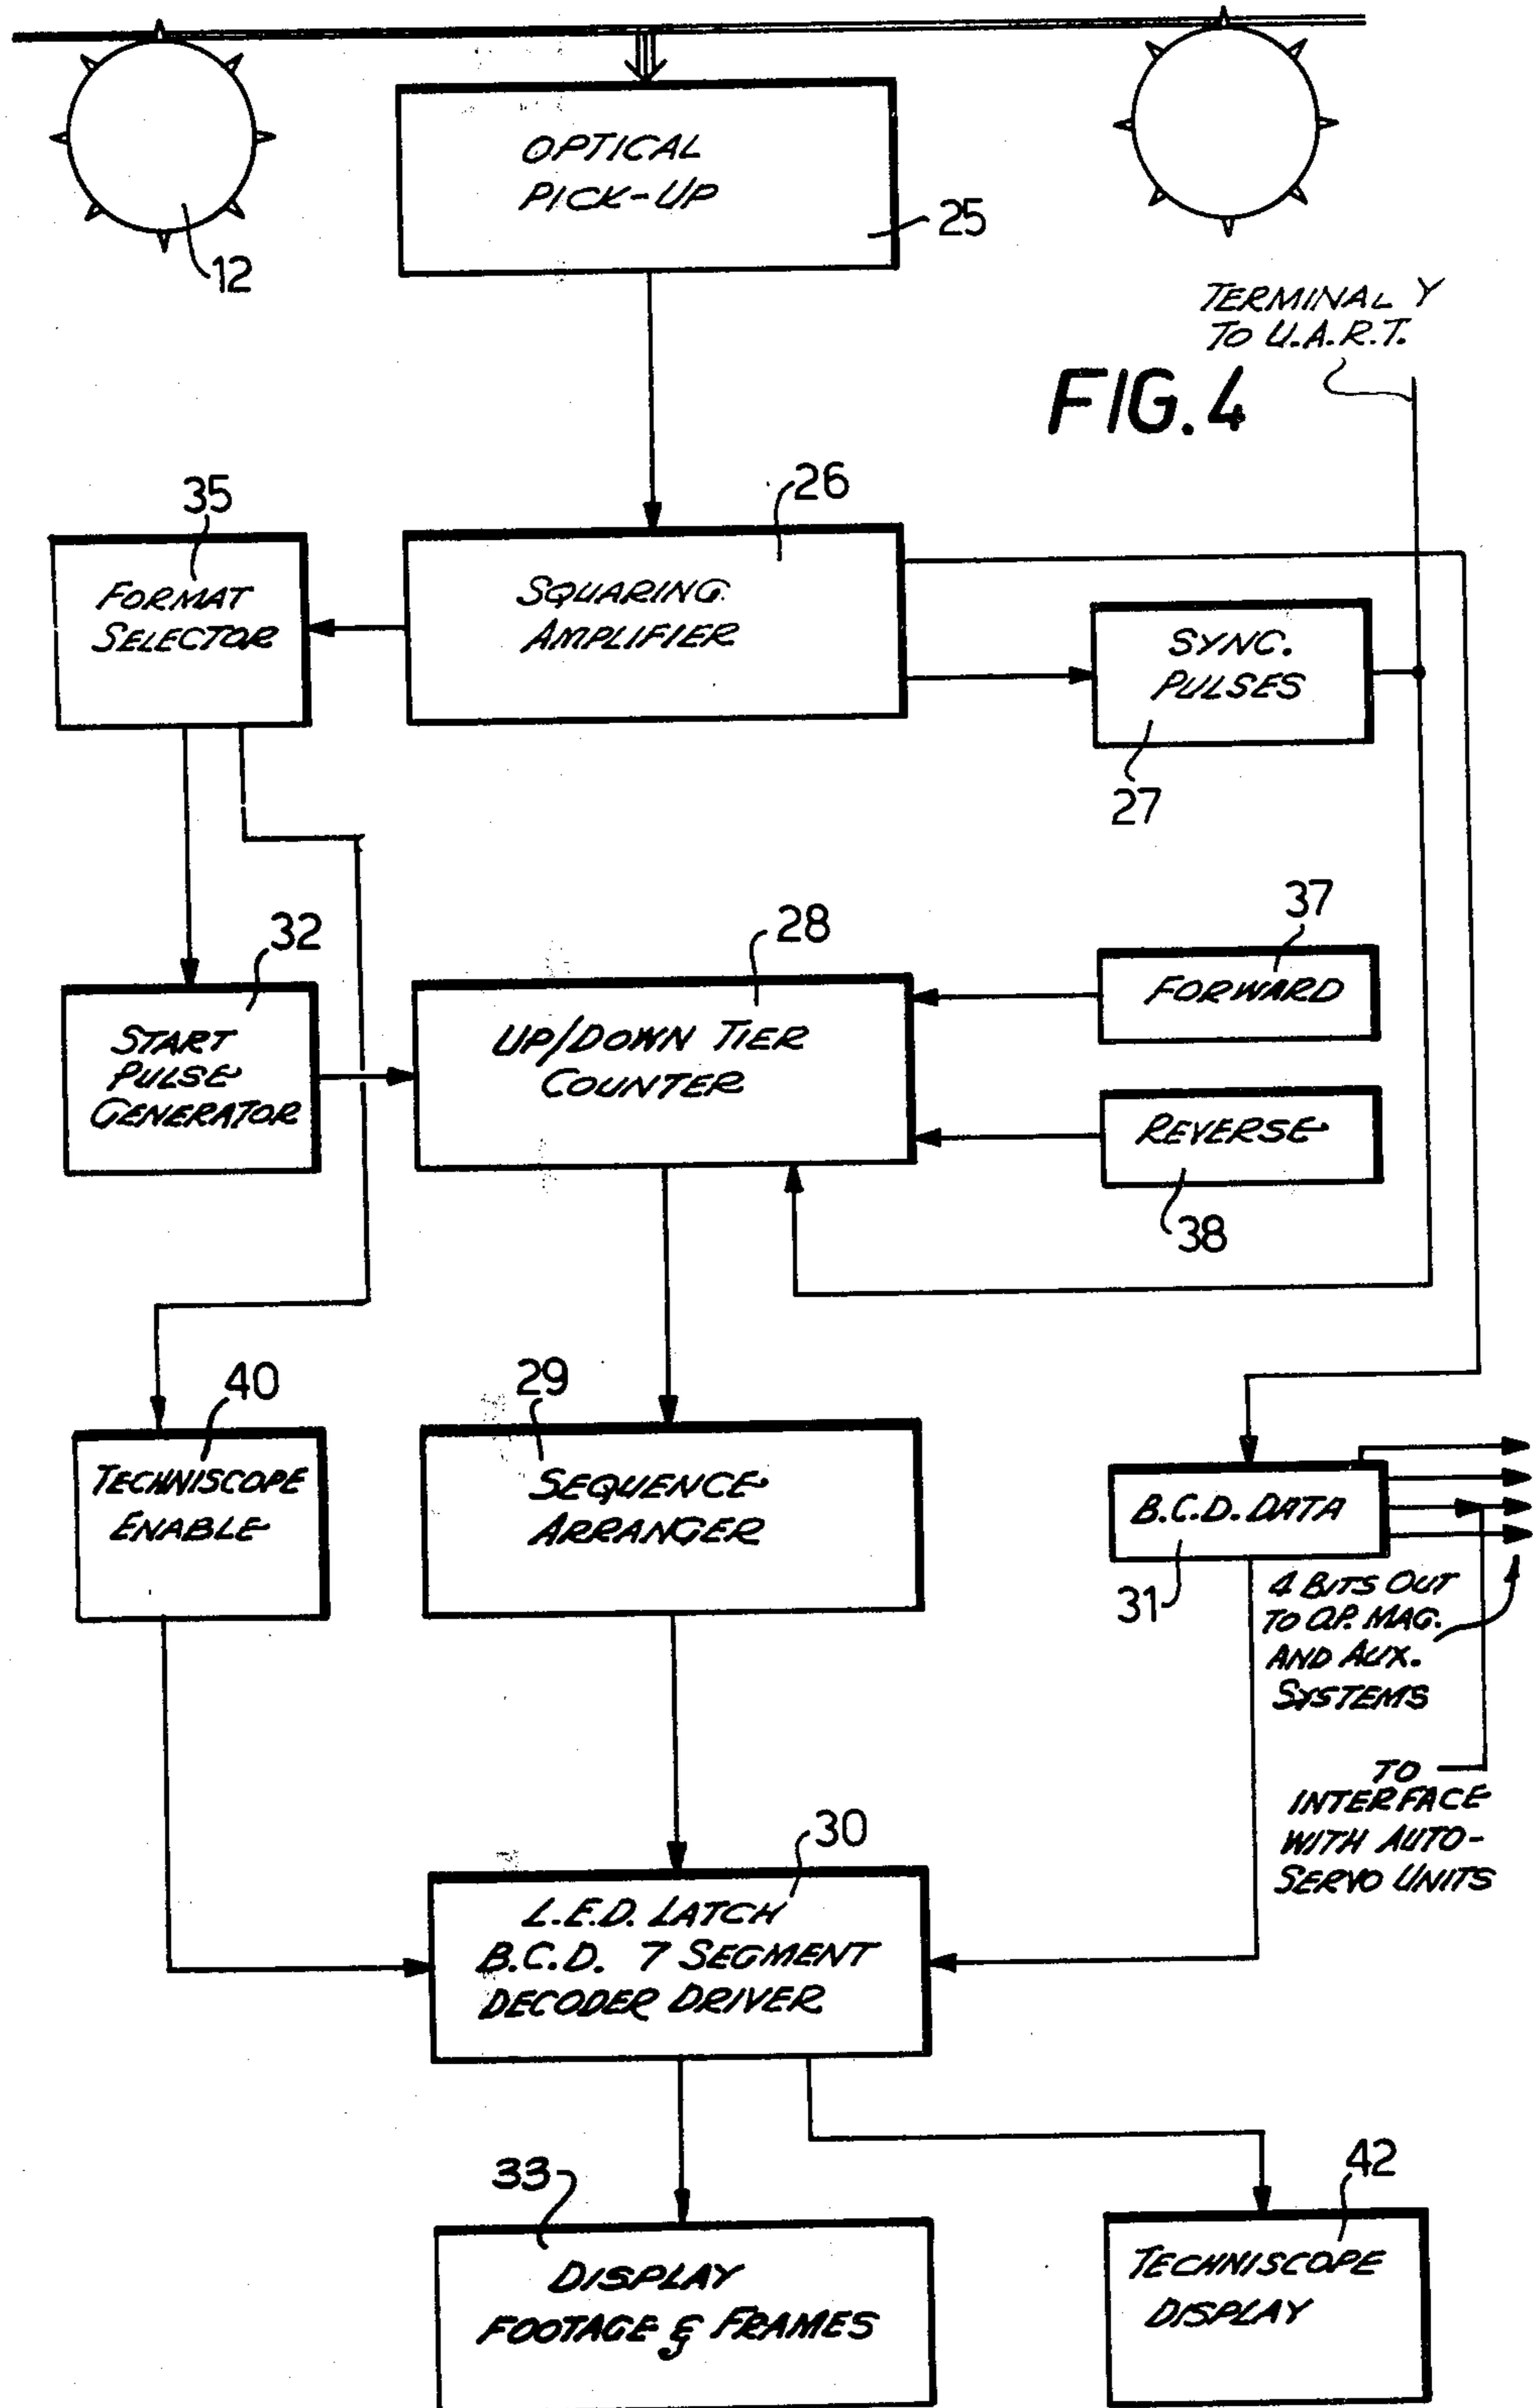 OPTICAL
PICK-UP
25
12
TERMINAL Y
TO U.A.R.T.
FIG. 4
35
26
FORMAT
SELECTOR
SQUARING
AMPLIFIER
SYNC.
PULSES
27
32
28
37
FORWARD
START
PULSE
GENERATOR
UP/DOWN TIER
COUNTER
REVERSE
38
40
29
TECHNISCOPE
ENABLE
SEQUENCE
ARRANGER
B.C.D. DATA
31
4 BITS OUT
TO OP. MAG.
AND AUX.
SYSTEMS
TO
INTERFACE
WITH AUTO-
SERVO UNITS
30
L.E.D. LATCH
B.C.D. 7 SEGMENT
DECODER DRIVER
33
42
DISPLAY
FOOTAGE & FRAMES
TECHNISCOPE
DISPLAY